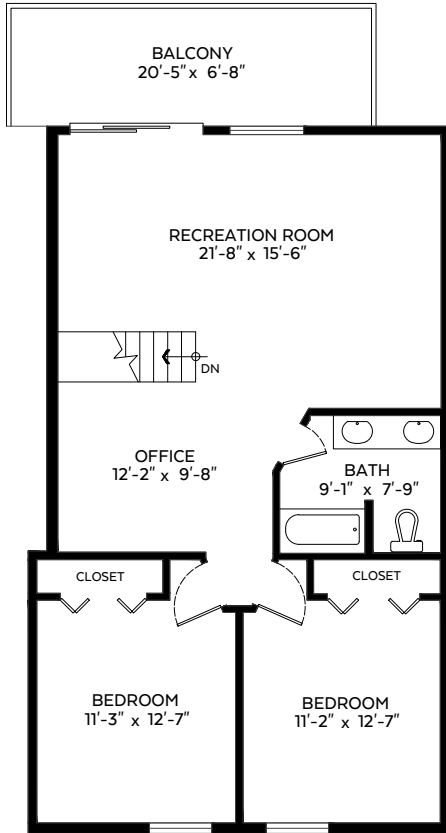 BALCONY
20'-5" x 6'-8"
RECREATION ROOM
21'-8" x 15'-6"
DN
OFFICE
12'-2" x 9'-8"
BATH
9'-1" x 7'-9"
CLOSET
CLOSET
BEDROOM
11'-3" x 12'-7"
BEDROOM
11'-2" x 12'-7"